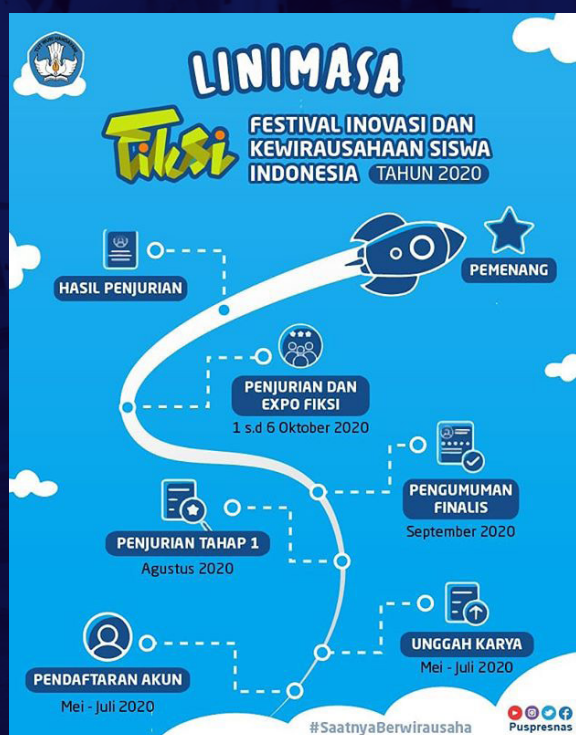 LINIMASA
Fiksi
FESTIVAL INOVASI DAN
KEWIRAUSAHAAN SISWA
INDONESIA TAHUN 2020
PEMENANG
HASIL PENJURIAN
PENJURIAN DAN
EXPO FIKSI
1 s.d 6 Oktober 2020
PENGUMUMAN
FINALIS
September 2020
PENJURIAN TAHAP 1
Agustus 2020
UNGGAH KARYA
Mei - Juli 2020
PENDAFTARAN AKUN
Mei - Juli 2020
#SaatnyaBerwirausaha
Puspresnas